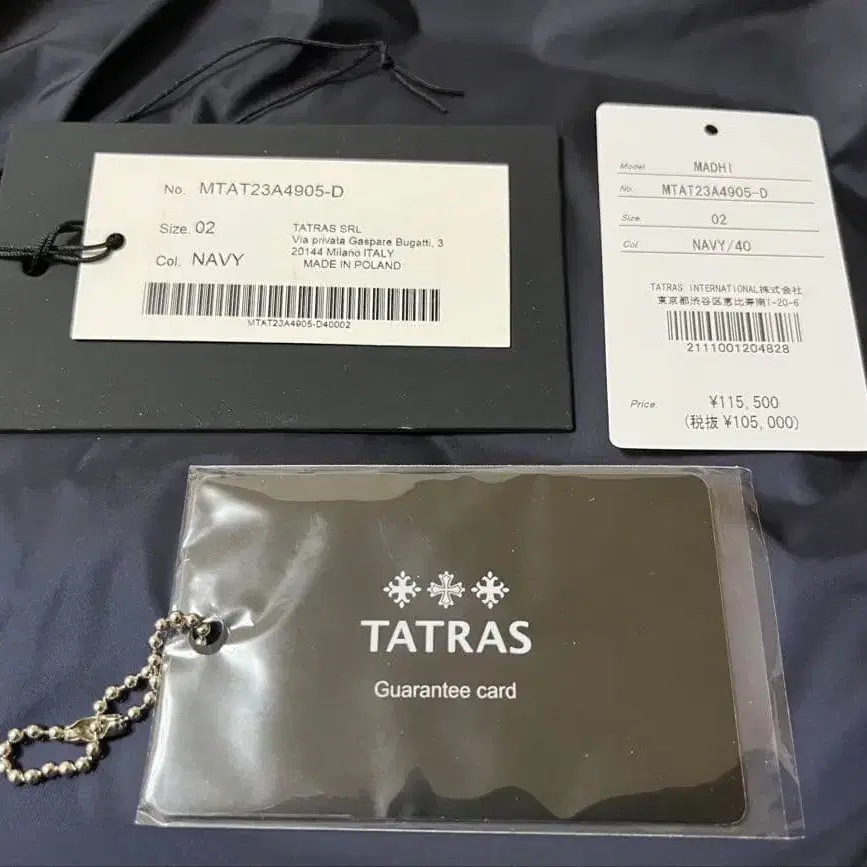 No. MTAT23A4905-D
Size. 02
Col. NAVY
TATRAS SRL
Via privata Gaspare Bugatti, 3
20144 Milano ITALY
MADE IN POLAND
MTAT23A4905-D40002
Model MADHI
No. MTAT23A4905-D
Size 02
Col NAVY/40
TATRAS INTERNATIONAL株式会社
東京都渋谷区恵比寿南1-20-6
2111001204828
Price ¥115,500
(税抜 ¥105,000)
TATRAS
Guarantee card